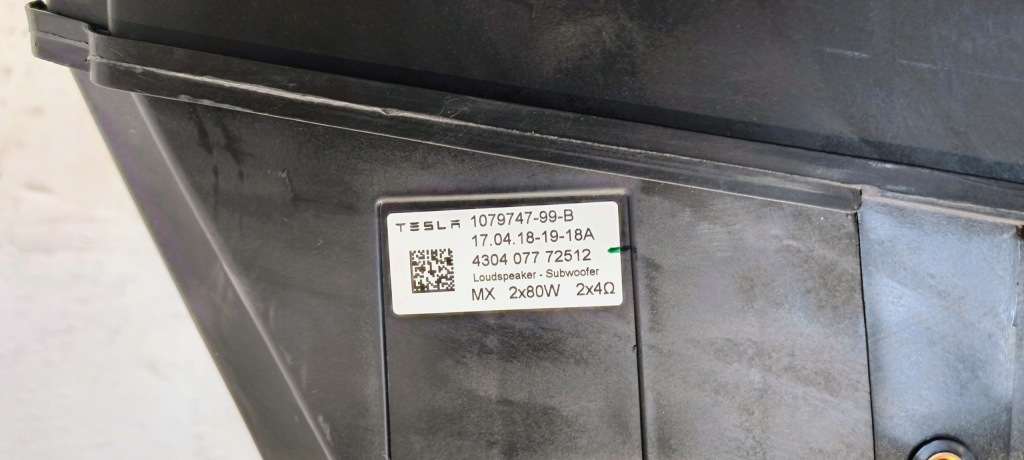 TESLA 1079747-99-B
17.04.18-19-18A
4304 077 72512
Loudspeaker - Subwoofer
MX 2x80W 2x4Ω